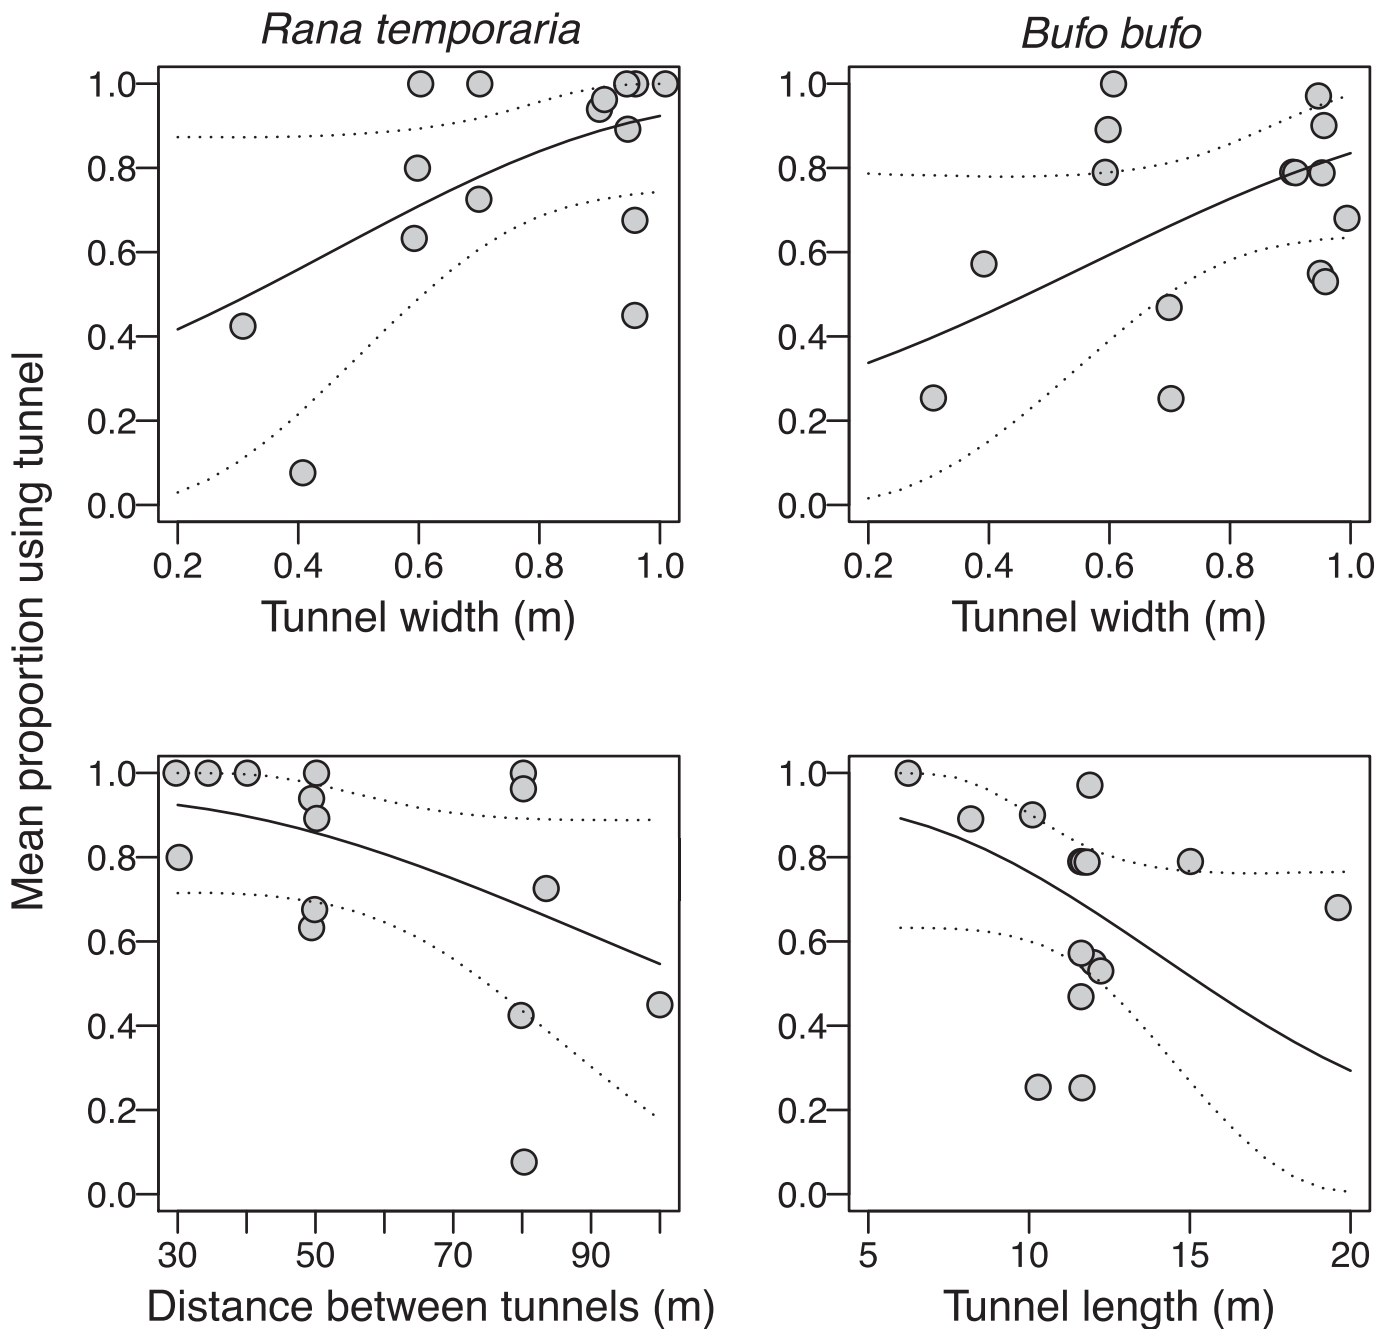 Rana temporaria
Bufo bufo
Mean proportion using tunnel
1.0
0.8
0.6
0.4
0.2
0.0
0.2 0.4 0.6 0.8 1.0
Tunnel width (m)
1.0
0.8
0.6
0.4
0.2
0.0
0.2 0.4 0.6 0.8 1.0
Tunnel width (m)
1.0
0.8
0.6
0.4
0.2
0.0
30 50 70 90
Distance between tunnels (m)
1.0
0.8
0.6
0.4
0.2
0.0
5 10 15 20
Tunnel length (m)